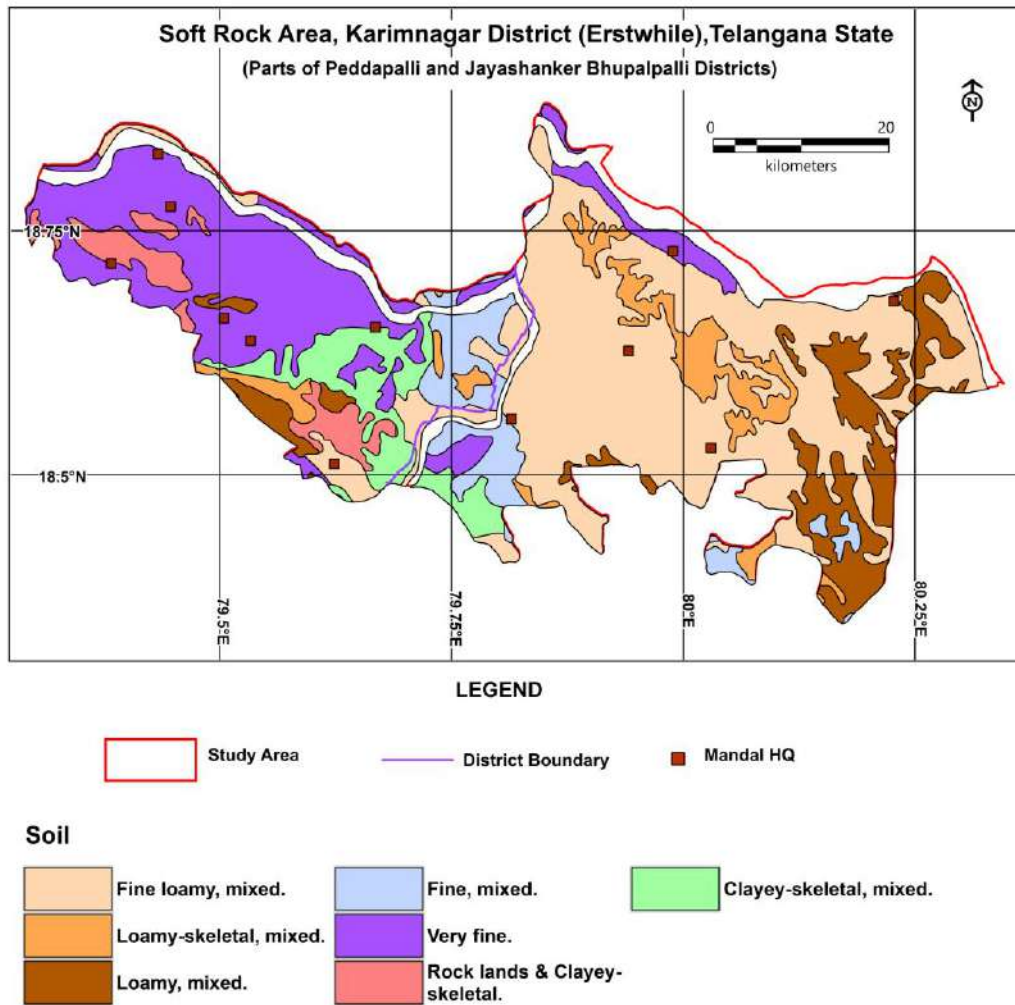 Soft Rock Area, Karimnagar District (Erstwhile),Telangana State
(Parts of Peddapalli and Jayashanker Bhupalpalli Districts)
N
0 20
kilometers
18.75°N
18.5°N
79.5°E
79.75°E
80°E
80.25°E
LEGEND
Study Area
District Boundary
Mandal HQ
Soil
Fine loamy, mixed.
Fine, mixed.
Clayey-skeletal, mixed.
Loamy-skeletal, mixed.
Very fine.
Loamy, mixed.
Rock lands & Clayey-
skeletal.